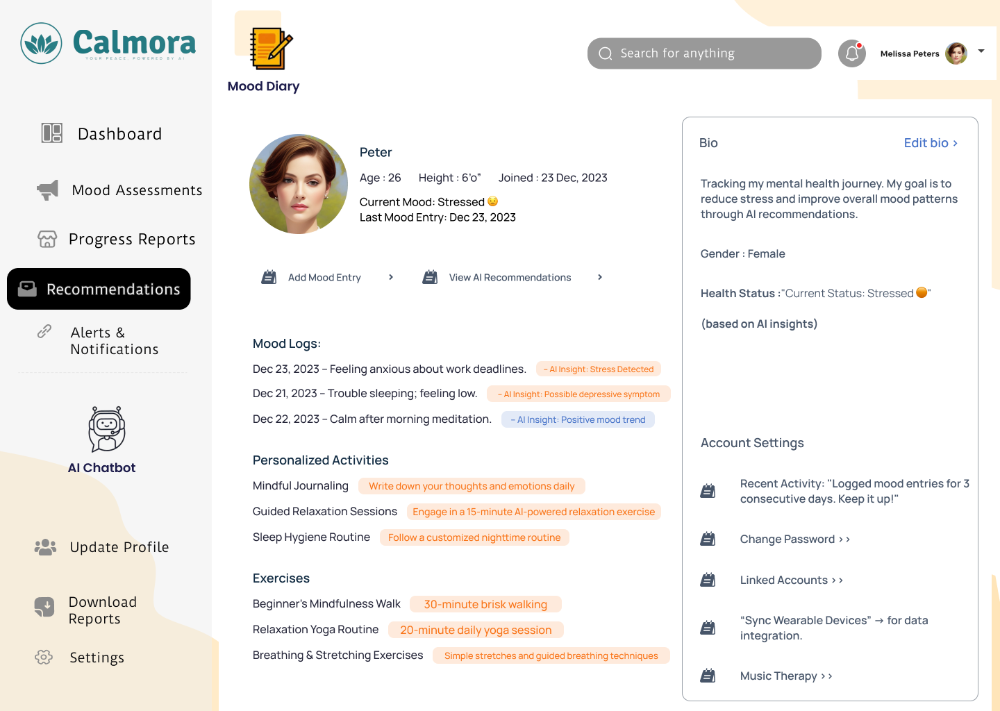 Calmora
YOUR PEACE, POWERED BY AI
Dashboard
Mood Assessments
Progress Reports
Recommendations
Alerts &
Notifications
AI Chatbot
Update Profile
Download
Reports
Settings
Mood Diary
Search for anything
Melissa Peters
Peter
Age : 26 Height : 6’o” Joined : 23 Dec, 2023
Current Mood: Stressed 😟
Last Mood Entry: Dec 23, 2023
Add Mood Entry > View AI Recommendations >
Mood Logs:
Dec 23, 2023 – Feeling anxious about work deadlines. – AI Insight: Stress Detected
Dec 21, 2023 – Trouble sleeping; feeling low. – AI Insight: Possible depressive symptom
Dec 22, 2023 – Calm after morning meditation. – AI Insight: Positive mood trend
Personalized Activities
Mindful Journaling Write down your thoughts and emotions daily
Guided Relaxation Sessions Engage in a 15-minute AI-powered relaxation exercise
Sleep Hygiene Routine Follow a customized nighttime routine
Exercises
Beginner’s Mindfulness Walk 30-minute brisk walking
Relaxation Yoga Routine 20-minute daily yoga session
Breathing & Stretching Exercises Simple stretches and guided breathing techniques
Bio Edit bio >
Tracking my mental health journey. My goal is to
reduce stress and improve overall mood patterns
through AI recommendations.
Gender : Female
Health Status :"Current Status: Stressed 🟠"
(based on AI insights)
Account Settings
Recent Activity: "Logged mood entries for 3
consecutive days. Keep it up!"
Change Password >>
Linked Accounts >>
“Sync Wearable Devices” → for data
integration.
Music Therapy >>